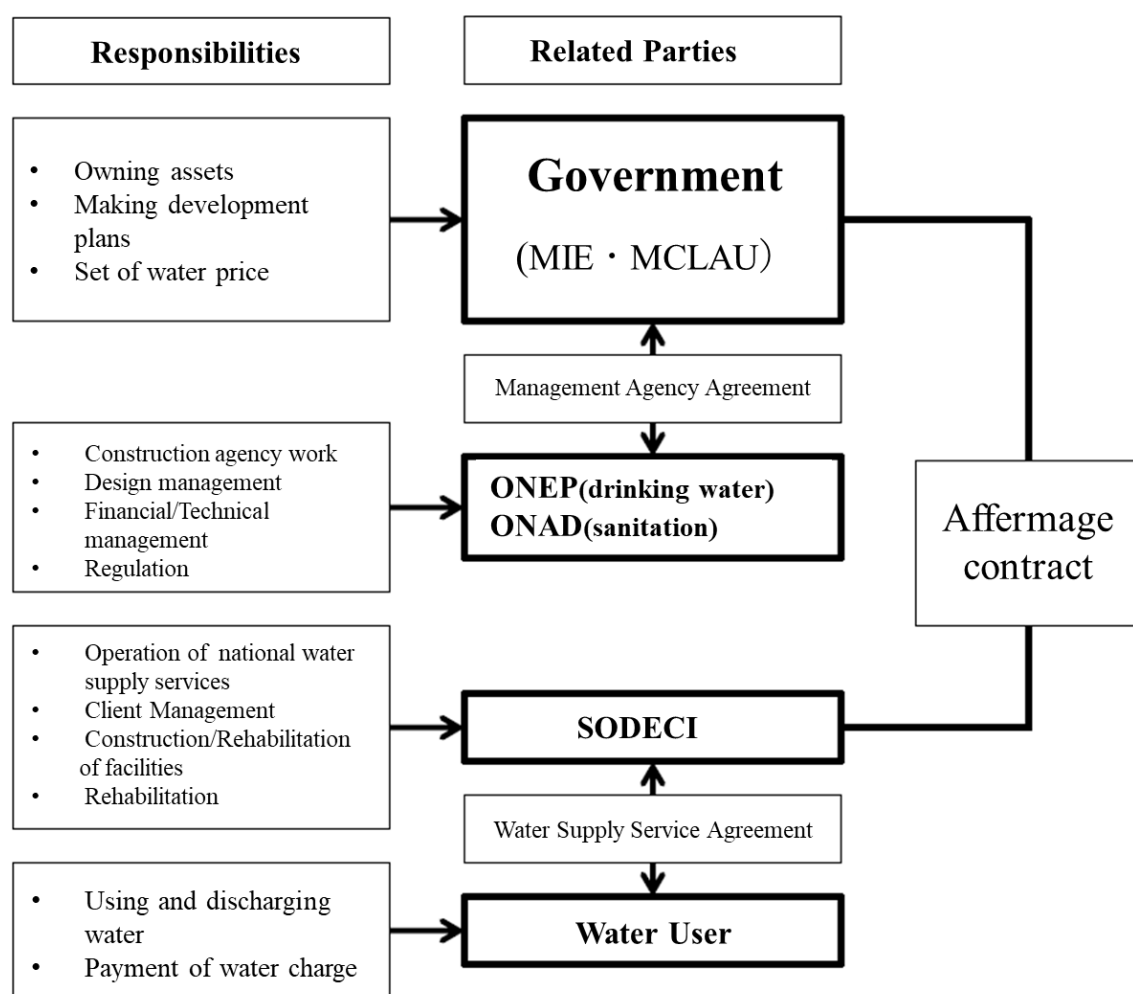 Responsibilities
Related Parties
• Owning assets
• Making development
plans
• Set of water price
Government
(MIE・MCLAU）
Management Agency Agreement
• Construction agency work
• Design management
• Financial/Technical
management
• Regulation
ONEP(drinking water)
ONAD(sanitation)
Affermage
contract
• Operation of national water
supply services
• Client Management
• Construction/Rehabilitation
of facilities
• Rehabilitation
SODECI
Water Supply Service Agreement
• Using and discharging
water
• Payment of water charge
Water User